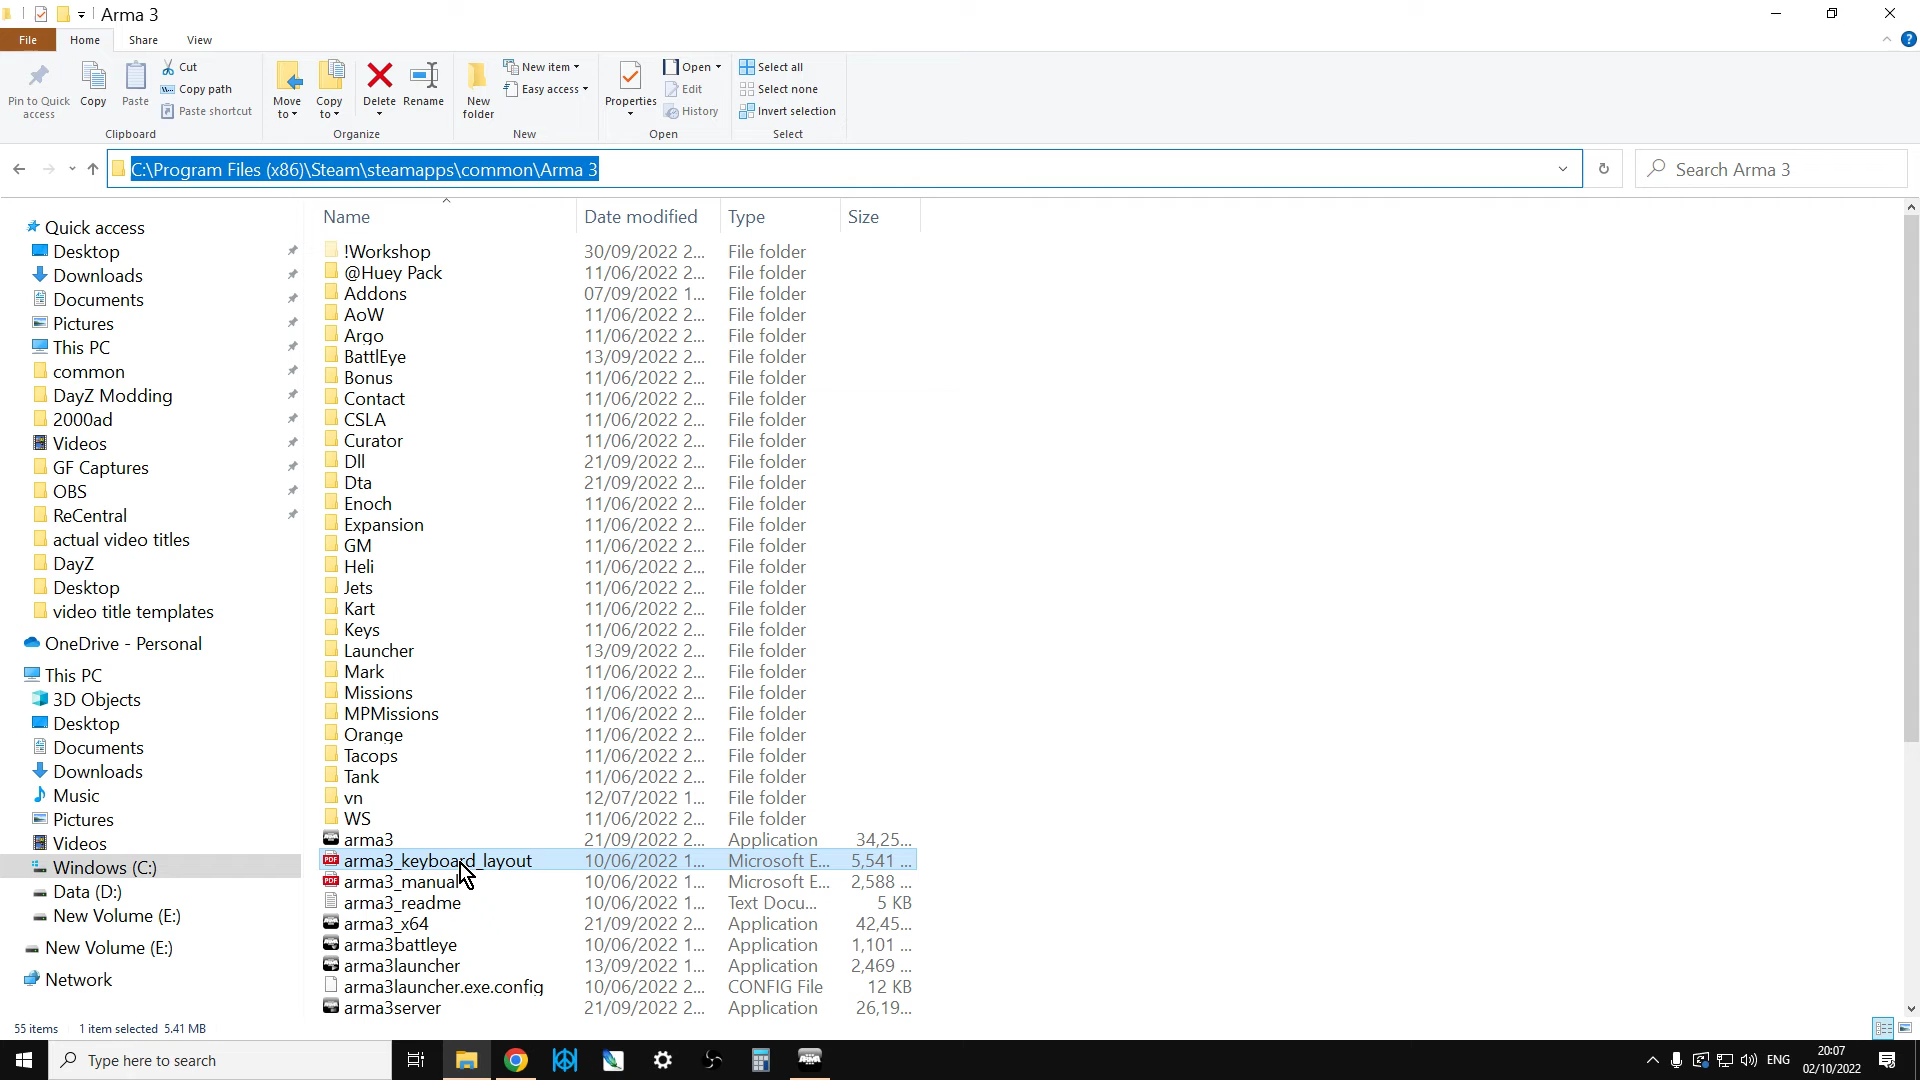 Arma 3
File
Home
Share
View
Pin to Quick access
Copy
Paste
Cut
Copy path
Paste shortcut
Clipboard
Move to
Copy to
Delete
Rename
Organize
New folder
New item
Easy access
New
Properties
Open
Edit
History
Open
Select all
Select none
Invert selection
Select
C:\Program Files (x86)\Steam\steamapps\common\Arma 3
Search Arma 3
Name Date modified Type Size
Quick access
Desktop
Downloads
Documents
Pictures
This PC
common
DayZ Modding
2000ad
Videos
GF Captures
OBS
ReCentral
actual video titles
DayZ
Desktop
video title templates
OneDrive - Personal
This PC
3D Objects
Desktop
Documents
Downloads
Music
Pictures
Videos
Windows (C:)
Data (D:)
New Volume (E:)
New Volume (E:)
Network
!Workshop 30/09/2022 2... File folder
@Huey Pack 11/06/2022 2... File folder
Addons 07/09/2022 1... File folder
AoW 11/06/2022 2... File folder
Argo 11/06/2022 2... File folder
BattlEye 13/09/2022 2... File folder
Bonus 11/06/2022 2... File folder
Contact 11/06/2022 2... File folder
CSLA 11/06/2022 2... File folder
Curator 11/06/2022 2... File folder
Dll 21/09/2022 2... File folder
Dta 21/09/2022 2... File folder
Enoch 11/06/2022 2... File folder
Expansion 11/06/2022 2... File folder
GM 11/06/2022 2... File folder
Heli 11/06/2022 2... File folder
Jets 11/06/2022 2... File folder
Kart 11/06/2022 2... File folder
Keys 11/06/2022 2... File folder
Launcher 13/09/2022 2... File folder
Mark 11/06/2022 2... File folder
Missions 11/06/2022 2... File folder
MPMissions 11/06/2022 2... File folder
Orange 11/06/2022 2... File folder
Tacops 11/06/2022 2... File folder
Tank 11/06/2022 2... File folder
vn 12/07/2022 1... File folder
WS 11/06/2022 2... File folder
arma3 21/09/2022 2... Application 34,25...
arma3_keyboard_layout 10/06/2022 1... Microsoft E... 5,541 ...
arma3_manual 10/06/2022 1... Microsoft E... 2,588 ...
arma3_readme 10/06/2022 1... Text Docu... 5 KB
arma3_x64 21/09/2022 2... Application 42,45...
arma3battleye 10/06/2022 1... Application 1,101 ...
arma3launcher 13/09/2022 1... Application 2,469 ...
arma3launcher.exe.config 10/06/2022 1... CONFIG File 12 KB
arma3server 21/09/2022 2... Application 26,19...
55 items 1 item selected 5.41 MB
Type here to search
ENG
20:07
02/10/2022